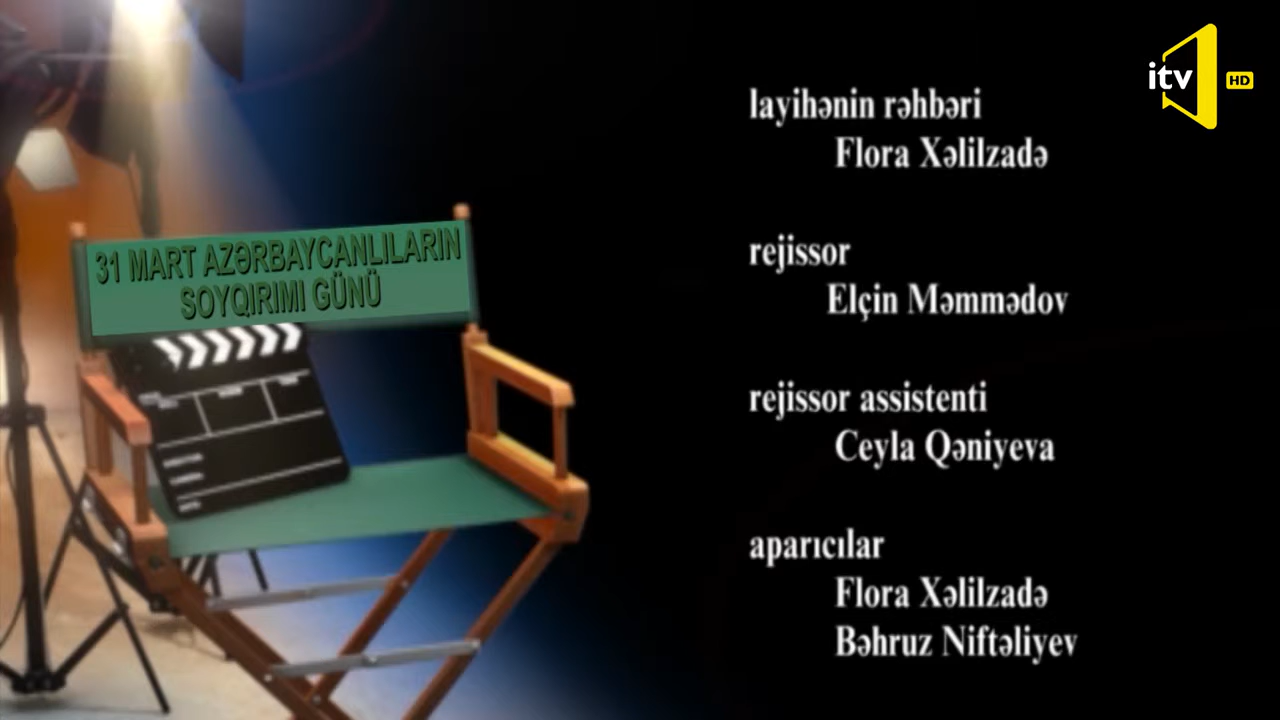 itv
HD
31 MART AZƏRBAYCANLILARIN
SOYQIRIMI GÜNÜ
layihənin rəhbəri
Flora Xəlilzadə
rejissor
Elçin Məmmədov
rejissor assistenti
Ceyla Qəniyeva
aparıcılar
Flora Xəlilzadə
Bəhruz Niftəliyev